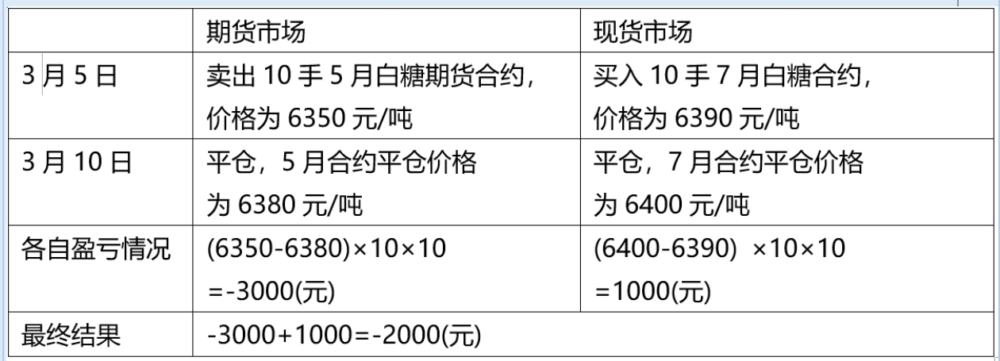 期货市场 现货市场
3 月 5 日 卖出 10 手 5 月白糖期货合约， 买入 10 手 7 月白糖合约，
价格为 6350 元/吨 价格为 6390 元/吨
3 月 10 日 平仓，5 月合约平仓价格 平仓，7 月合约平仓价格
为 6380 元/吨 为 6400 元/吨
各自盈亏情况 (6350-6380)×10×10 (6400-6390) ×10×10
=-3000(元) =1000(元)
最终结果 -3000+1000=-2000(元)